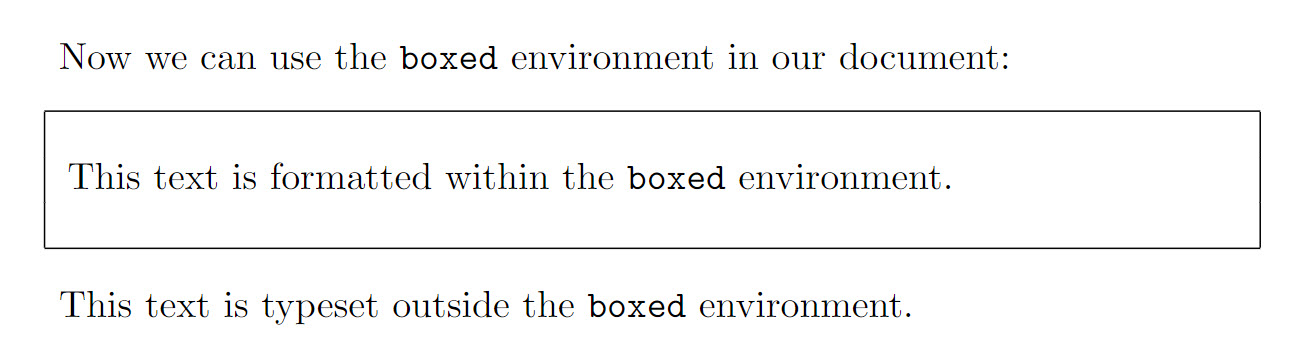 Now we can use the boxed environment in our document:
This text is formatted within the boxed environment.
This text is typeset outside the boxed environment.